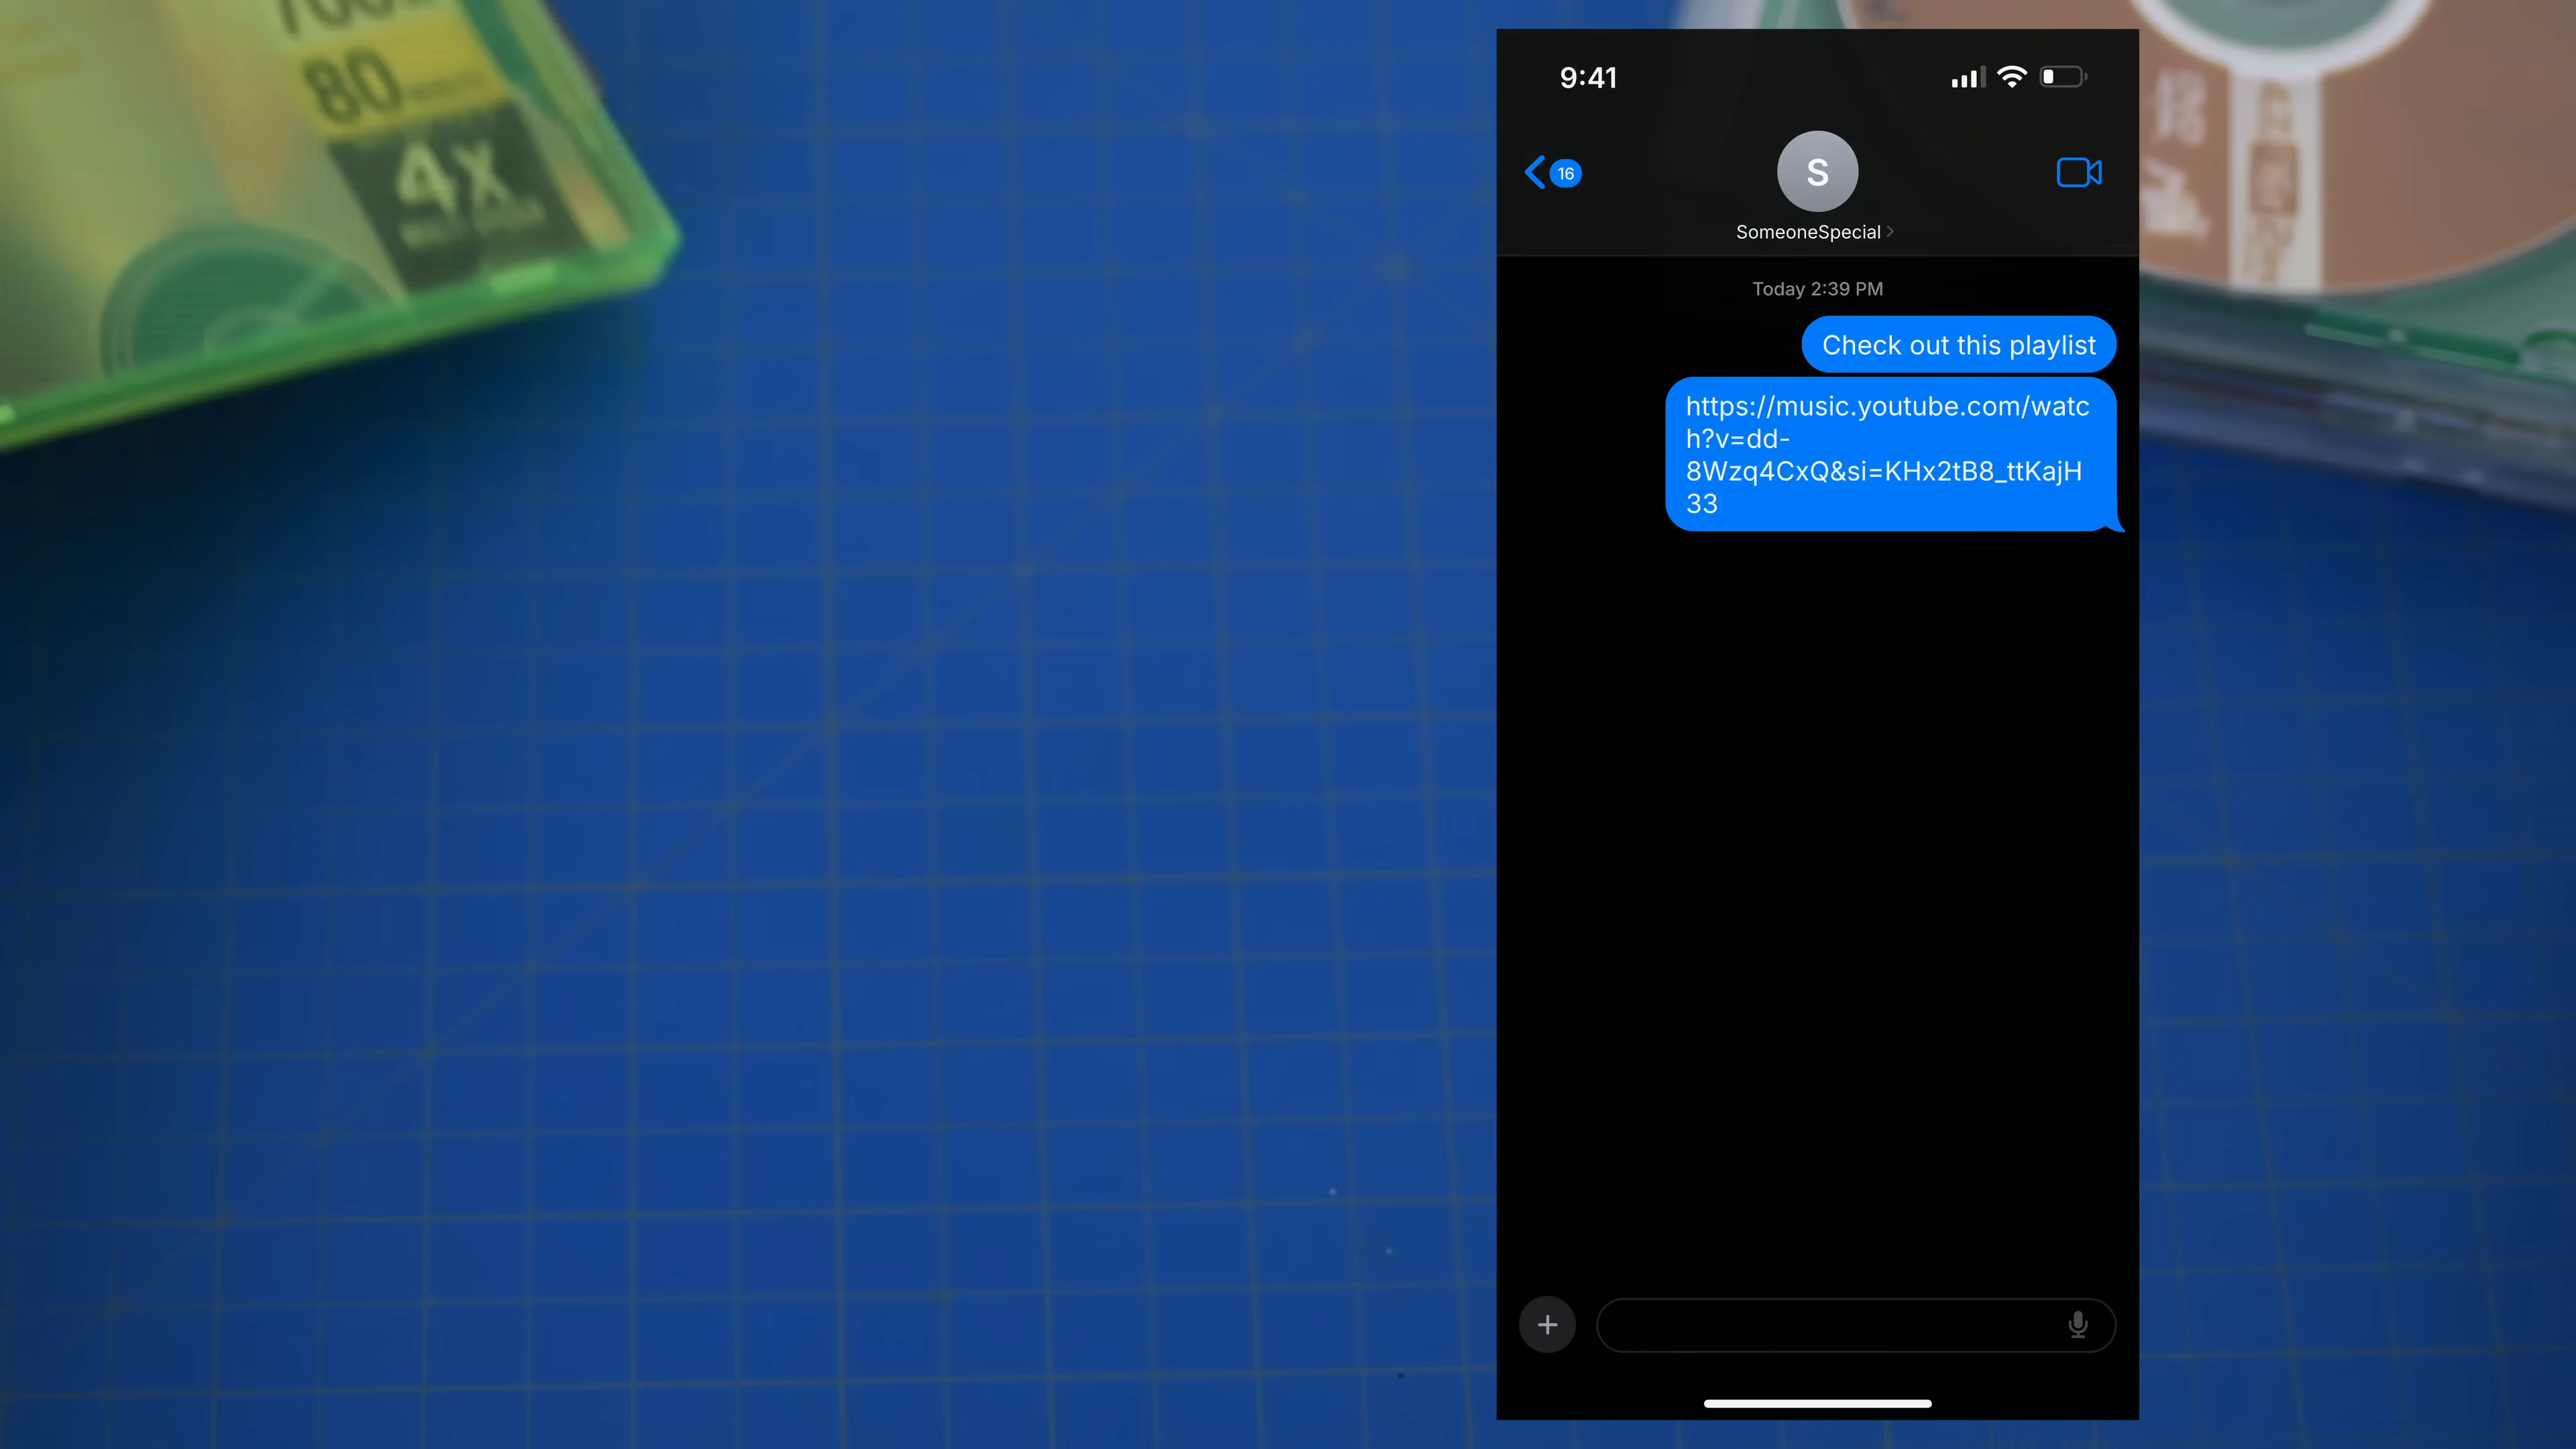 80
4X
9:41
16
S
SomeoneSpecial
Today 2:39 PM
Check out this playlist
https://music.youtube.com/watc
h?v=dd-
8Wzq4CxQ&si=KHx2tB8_ttKajH
33